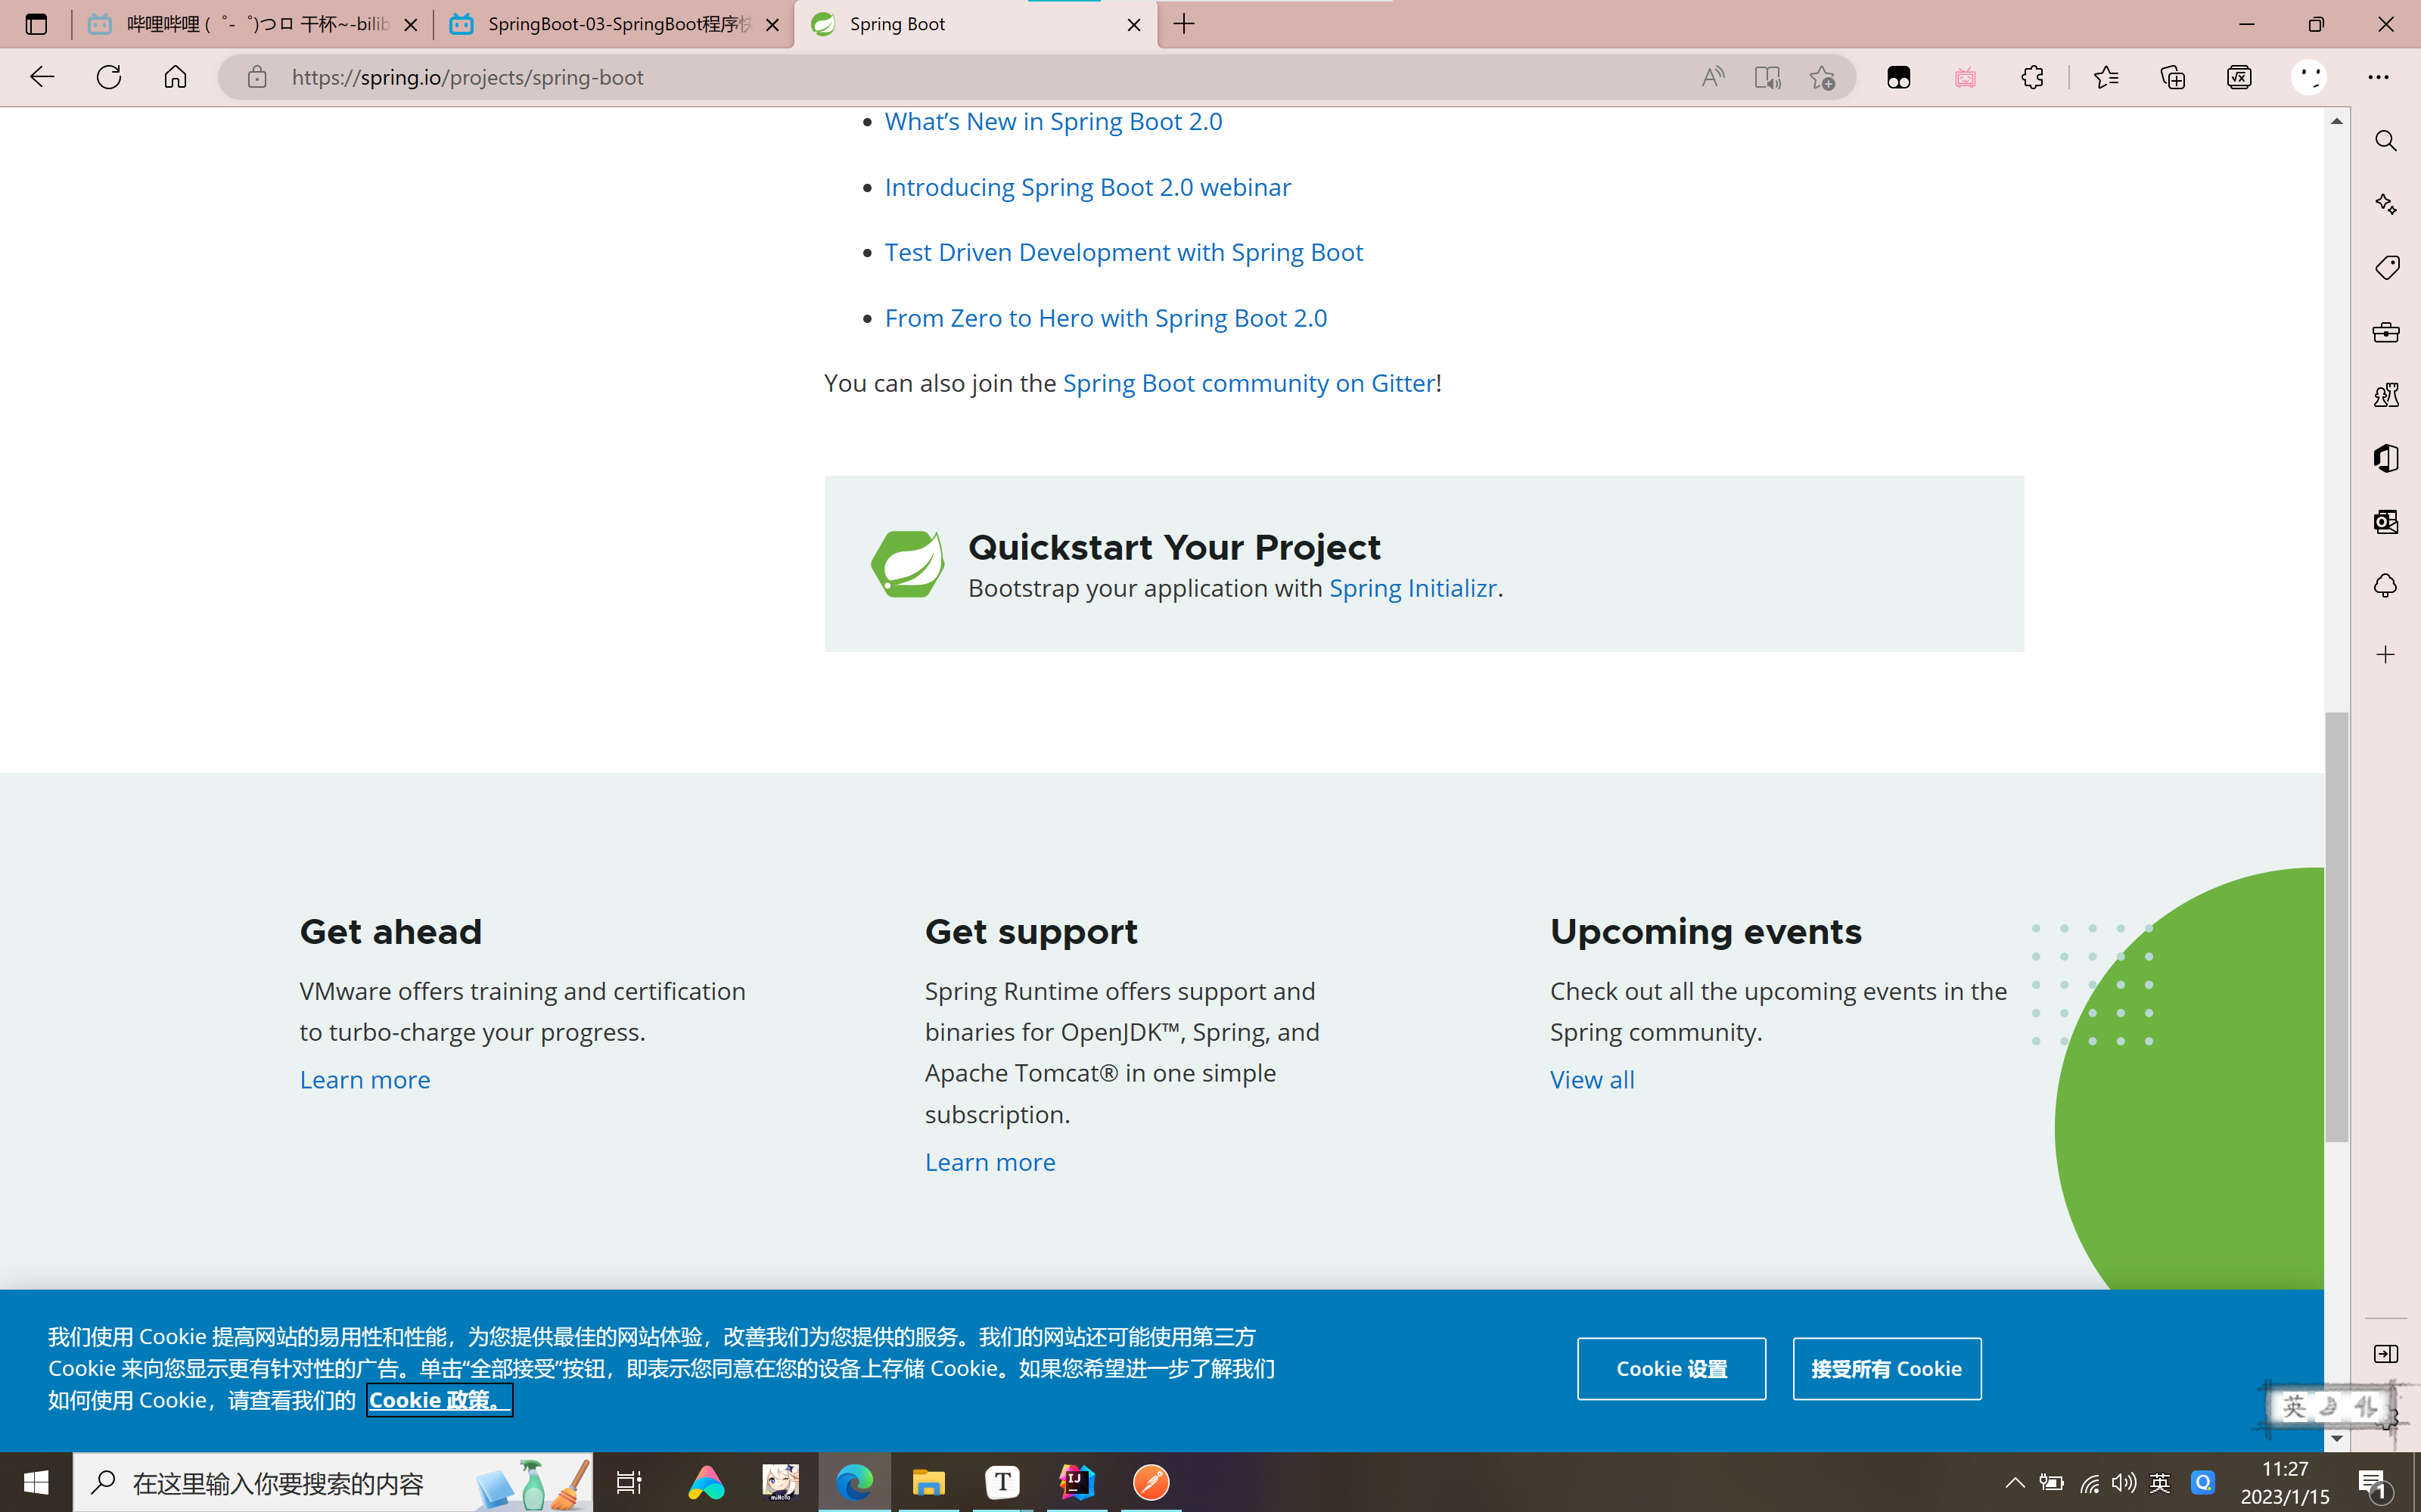 哔哩哔哩 ( ゜- ゜)つロ 干杯~-bilib
SpringBoot-03-SpringBoot程序快
Spring Boot
https://spring.io/projects/spring-boot
What’s New in Spring Boot 2.0
Introducing Spring Boot 2.0 webinar
Test Driven Development with Spring Boot
From Zero to Hero with Spring Boot 2.0
You can also join the Spring Boot community on Gitter!
Quickstart Your Project
Bootstrap your application with Spring Initializr.
Get ahead
VMware offers training and certification
to turbo-charge your progress.
Learn more
Get support
Spring Runtime offers support and
binaries for OpenJDK™, Spring, and
Apache Tomcat® in one simple
subscription.
Learn more
Upcoming events
Check out all the upcoming events in the
Spring community.
View all
我们使用 Cookie 提高网站的易用性和性能，为您提供最佳的网站体验，改善我们为您提供的服务。我们的网站还可能使用第三方
Cookie 来向您显示更有针对性的广告。单击“全部接受”按钮，即表示您同意在您的设备上存储 Cookie。如果您希望进一步了解我们
如何使用 Cookie，请查看我们的 Cookie 政策。
Cookie 设置
接受所有 Cookie
英
在这里输入你要搜索的内容
英
11:27
2023/1/15
1